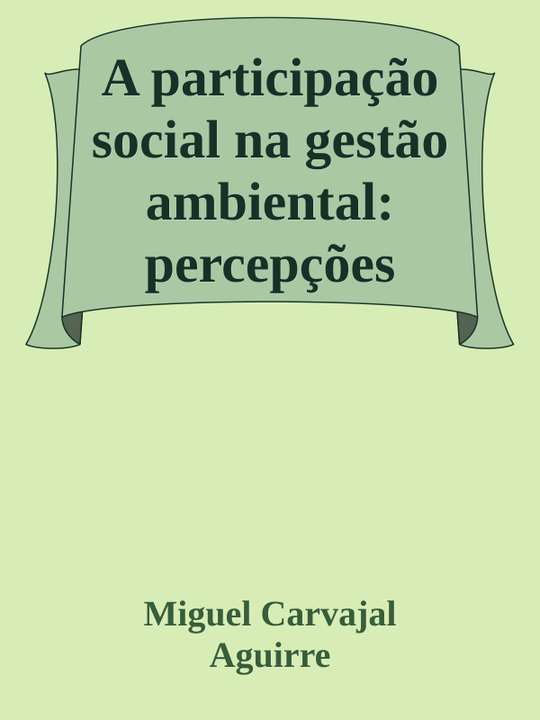 A participação
social na gestão
ambiental:
percepções
Miguel Carvajal
Aguirre